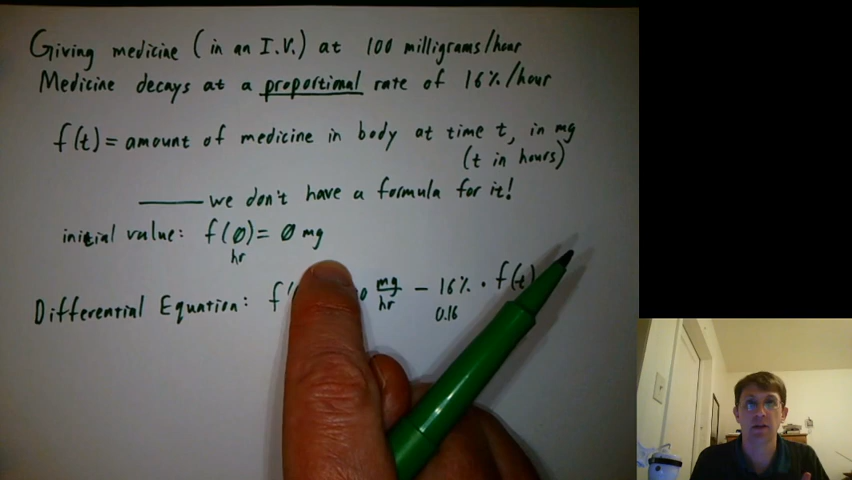 Giving medicine (in an I.V.) at 100 milligrams/hour
Medicine decays at a proportional rate of 16%/hour
f(t) = amount of medicine in body at time t, in mg
(t in hours)
we don't have a formula for it!
initial value: f(0) = 0 mg
hr
Differential Equation: f' mg/hr - 16% · f(t)
0.16